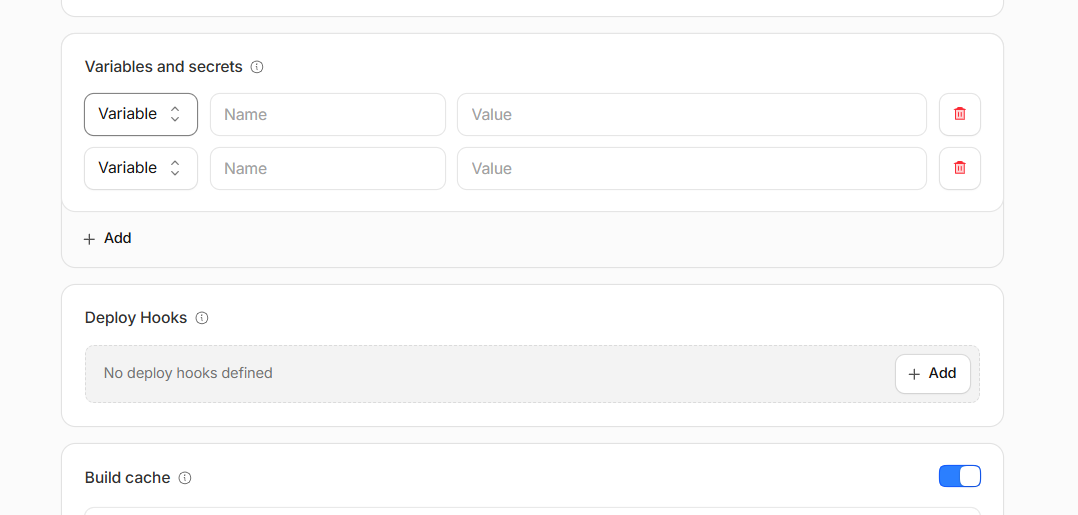 Variables and secrets
Variable Name Value
Variable Name Value
+ Add
Deploy Hooks
No deploy hooks defined + Add
Build cache